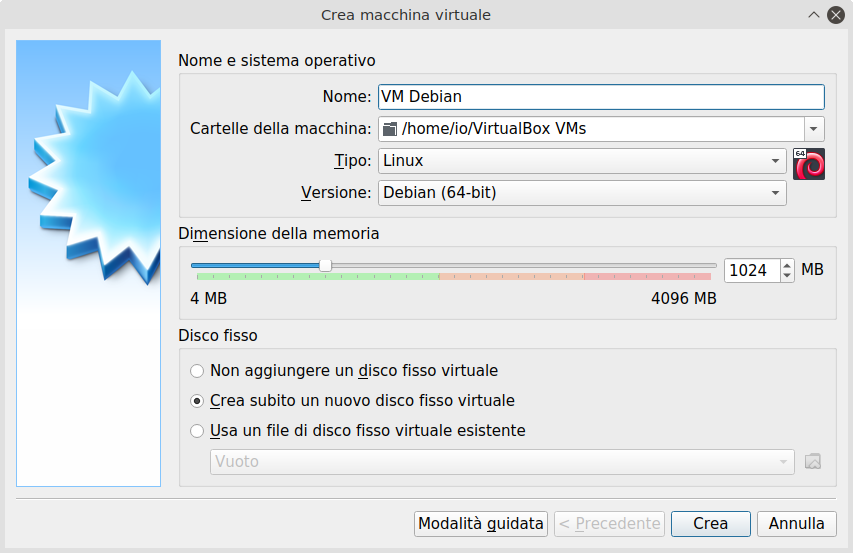 Crea macchina virtuale
Nome e sistema operativo
Nome: VM Debian
Cartelle della macchina: /home/io/VirtualBox VMs
Tipo: Linux
64
Versione: Debian (64-bit)
Dimensione della memoria
1024 MB
4 MB 4096 MB
Disco fisso
Non aggiungere un disco fisso virtuale
Crea subito un nuovo disco fisso virtuale
Usa un file di disco fisso virtuale esistente
Vuoto
Modalità guidata < Precedente Crea Annulla